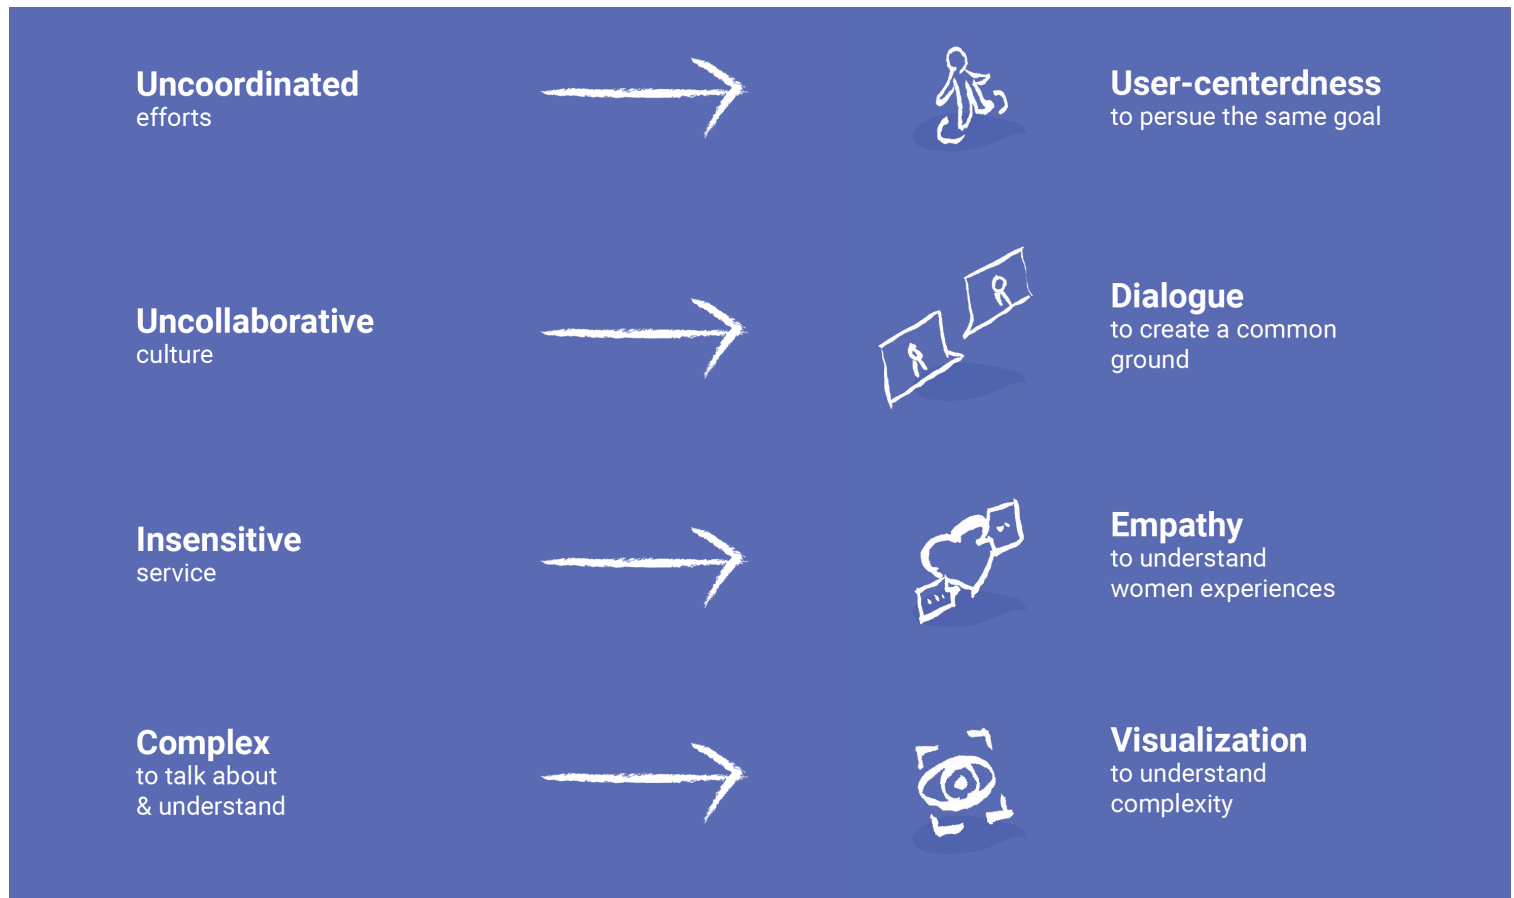 Uncoordinated
efforts
User-centerdness
to persue the same goal
Uncollaborative
culture
Dialogue
to create a common
ground
Insensitive
service
Empathy
to understand
women experiences
Complex
to talk about
& understand
Visualization
to understand
complexity